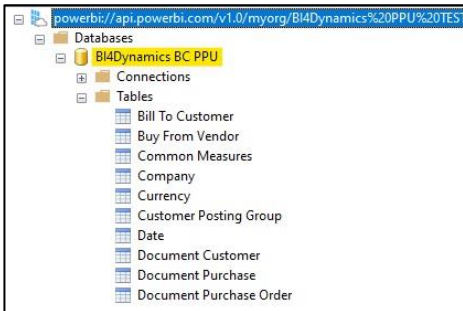 powerbi://api.powerbi.com/v1.0/myorg/BI4Dynamics%20PPU%20TEST
Databases
BI4Dynamics BC PPU
Connections
Tables
Bill To Customer
Buy From Vendor
Common Measures
Company
Currency
Customer Posting Group
Date
Document Customer
Document Purchase
Document Purchase Order